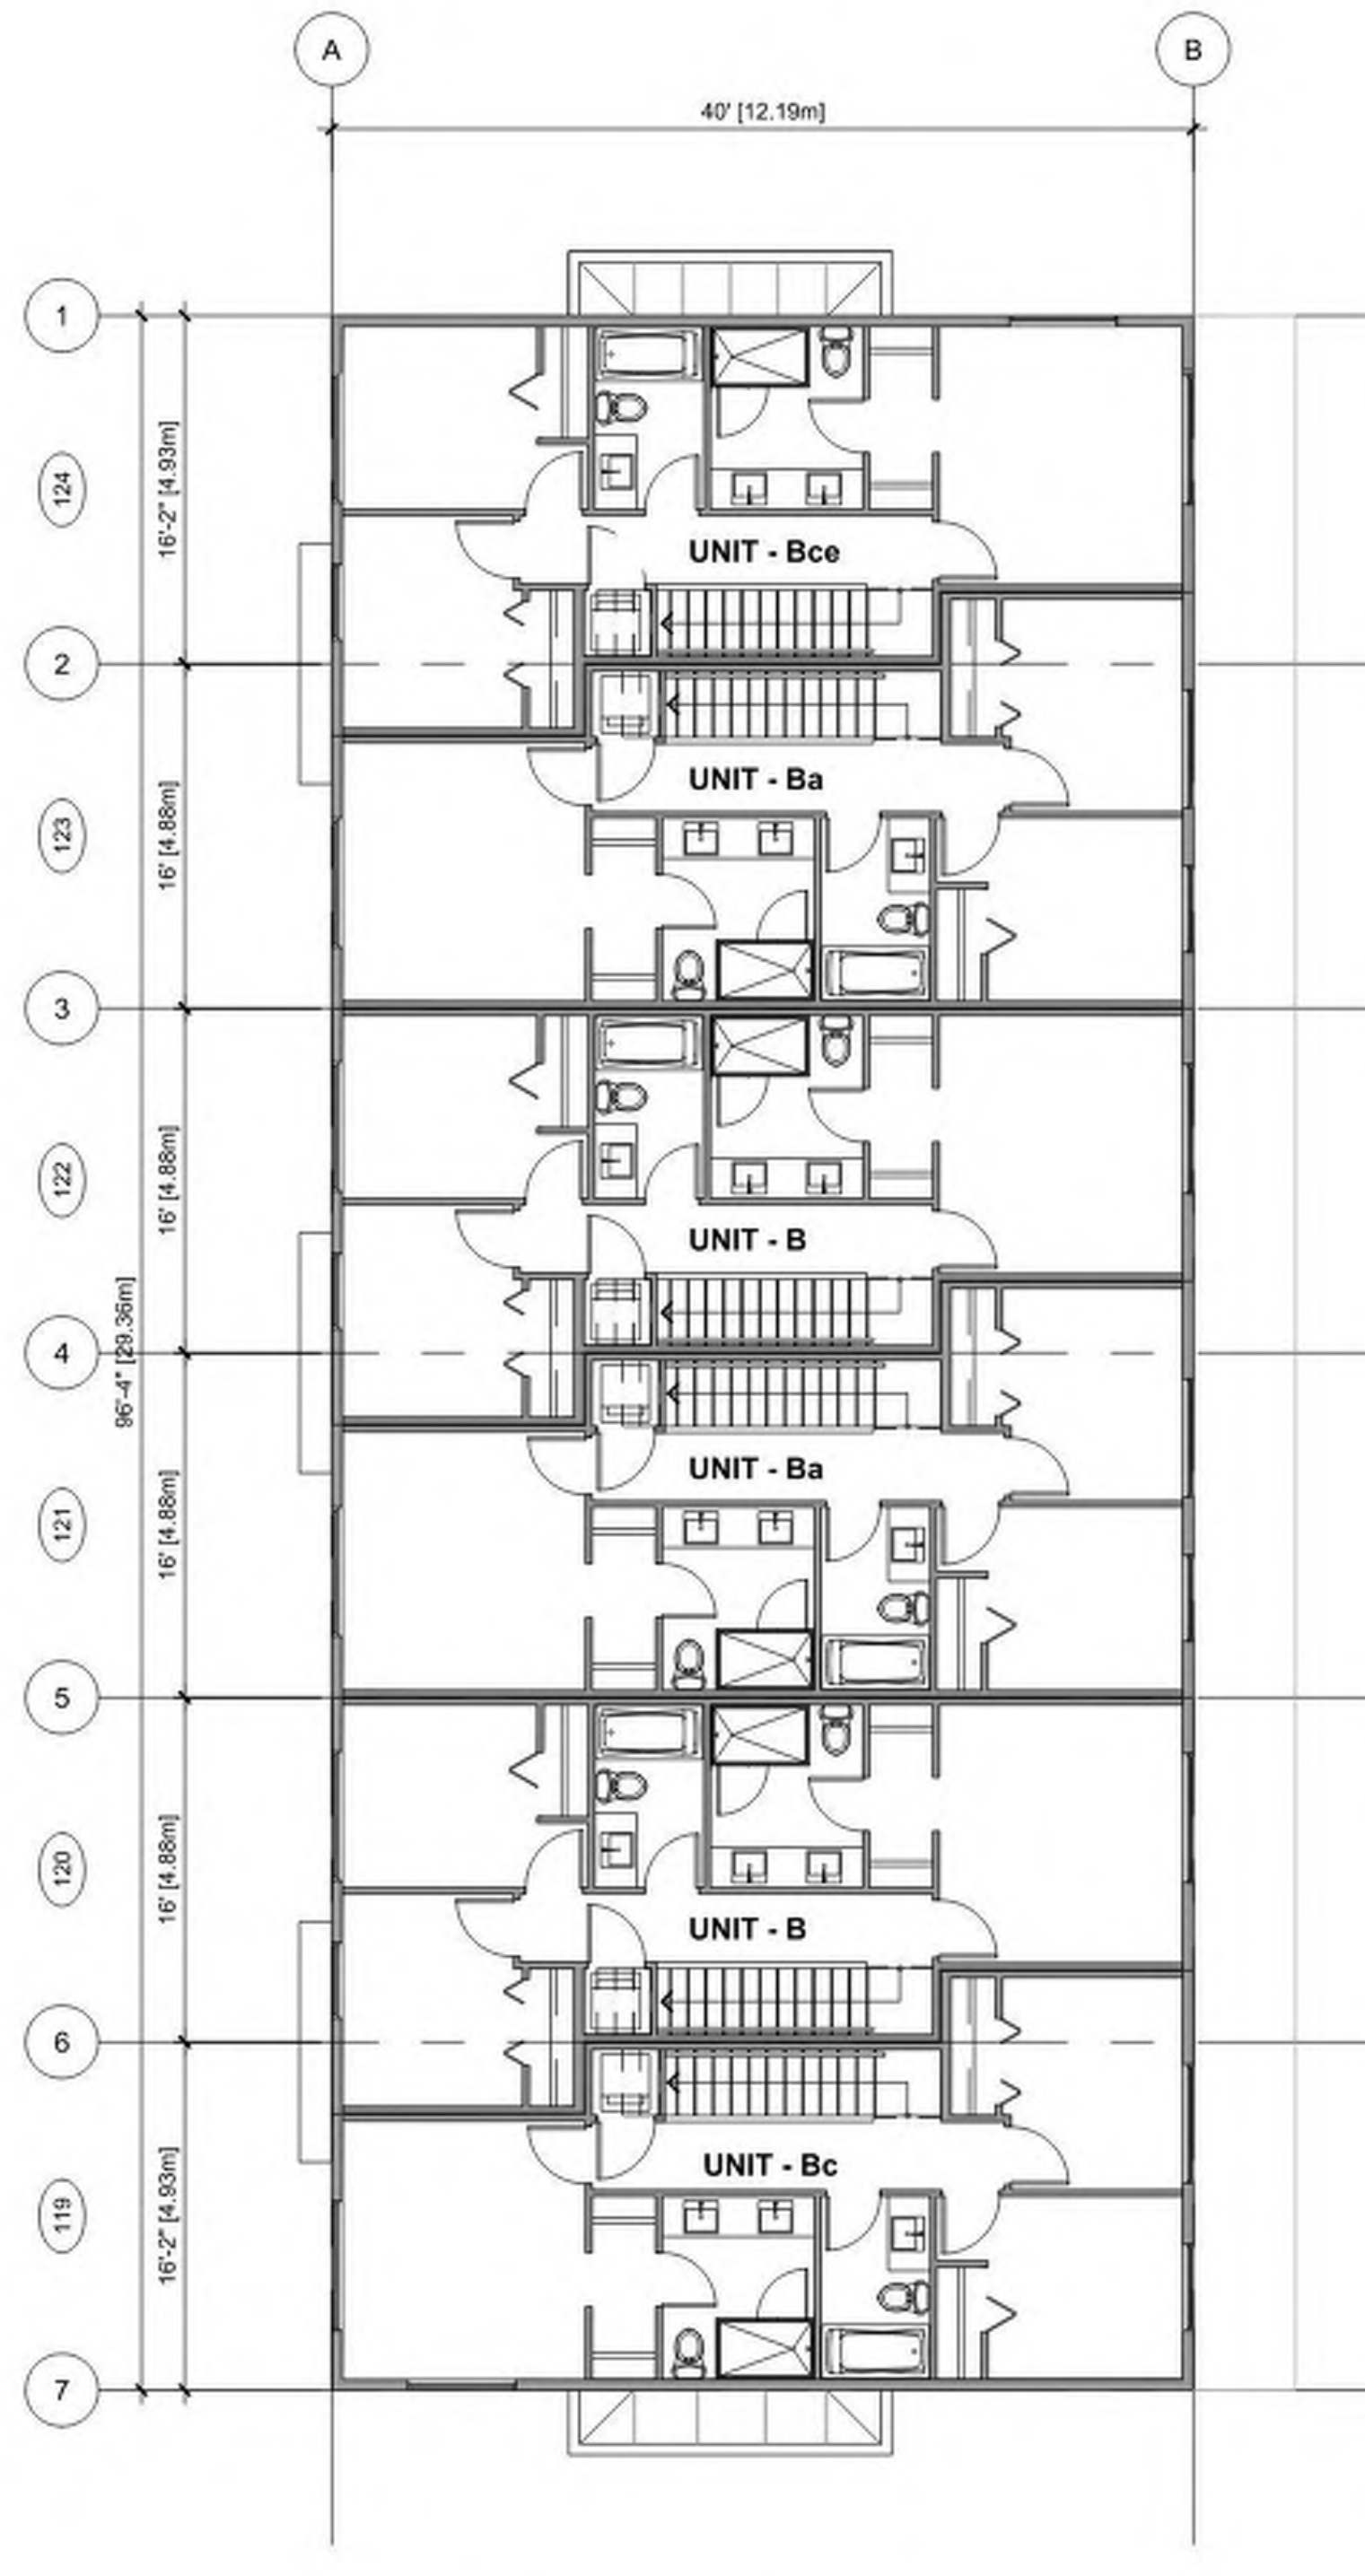 A
B
40' [12.19m]
1
124
16'-2" [4.93m]
UNIT - Bce
2
UNIT - Ba
123
16' [4.88m]
3
122
16' [4.88m]
UNIT - B
96'-4" [29.36m]
4
UNIT - Ba
121
16' [4.88m]
5
120
16' [4.88m]
UNIT - B
6
UNIT - Bc
119
16'-2" [4.93m]
7